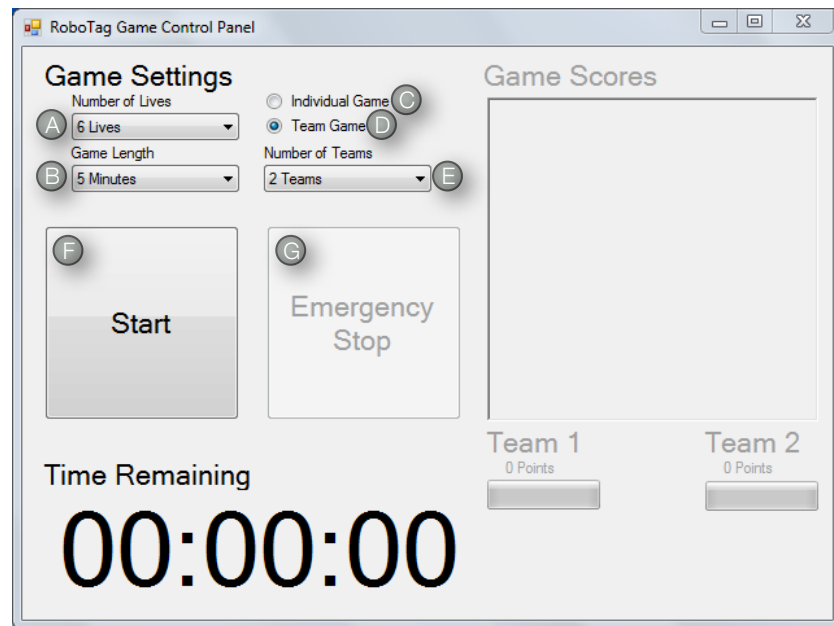 RoboTag Game Control Panel
Game Settings
Number of Lives
A
6 Lives
Individual Game
C
Team Game
D
Game Length
B
5 Minutes
Number of Teams
2 Teams
E
F
Start
G
Emergency
Stop
Time Remaining
00:00:00
Game Scores
Team 1
0 Points
Team 2
0 Points